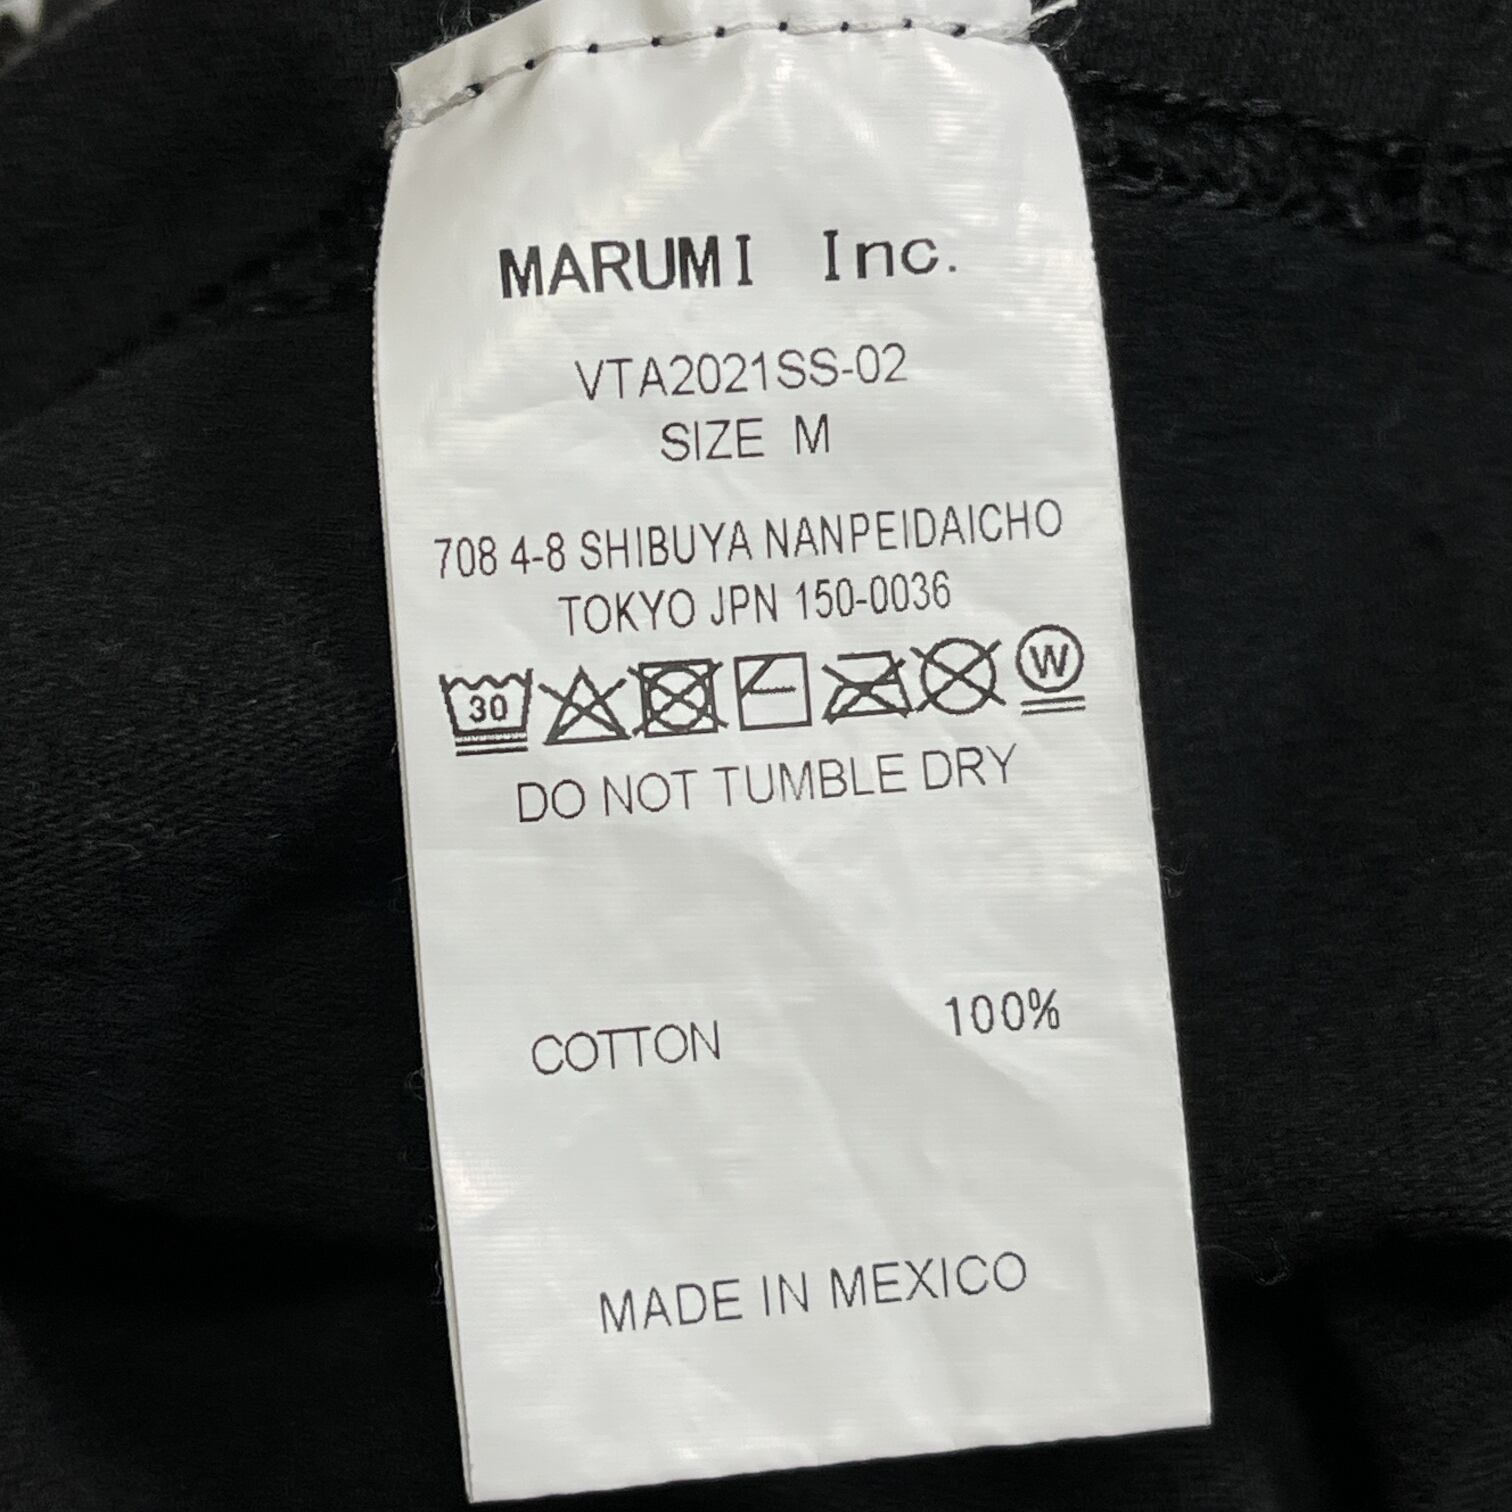 MARUMI Inc.
VTA2021SS-02
SIZE M
708 4-8 SHIBUYA NANPEIDAICHO
TOKYO JPN 150-0036
30 W
DO NOT TUMBLE DRY
COTTON 100%
MADE IN MEXICO